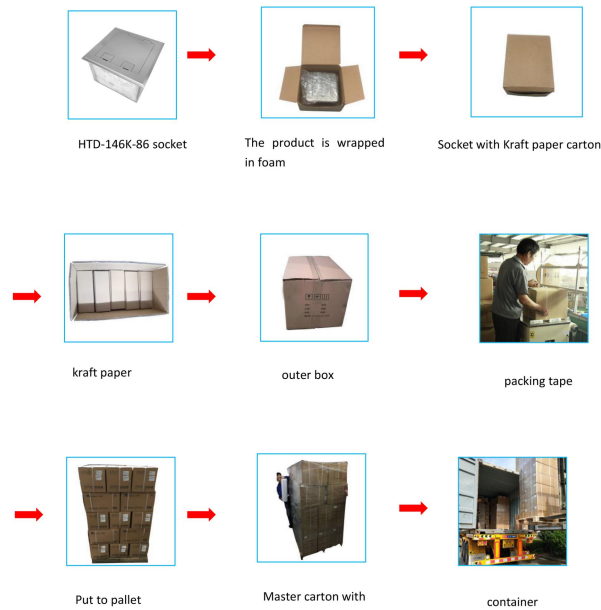 HTD-146K-86 socket
The product is wrapped
in foam
Socket with Kraft paper carton
kraft paper
outer box
packing tape
Put to pallet
Master carton with
container